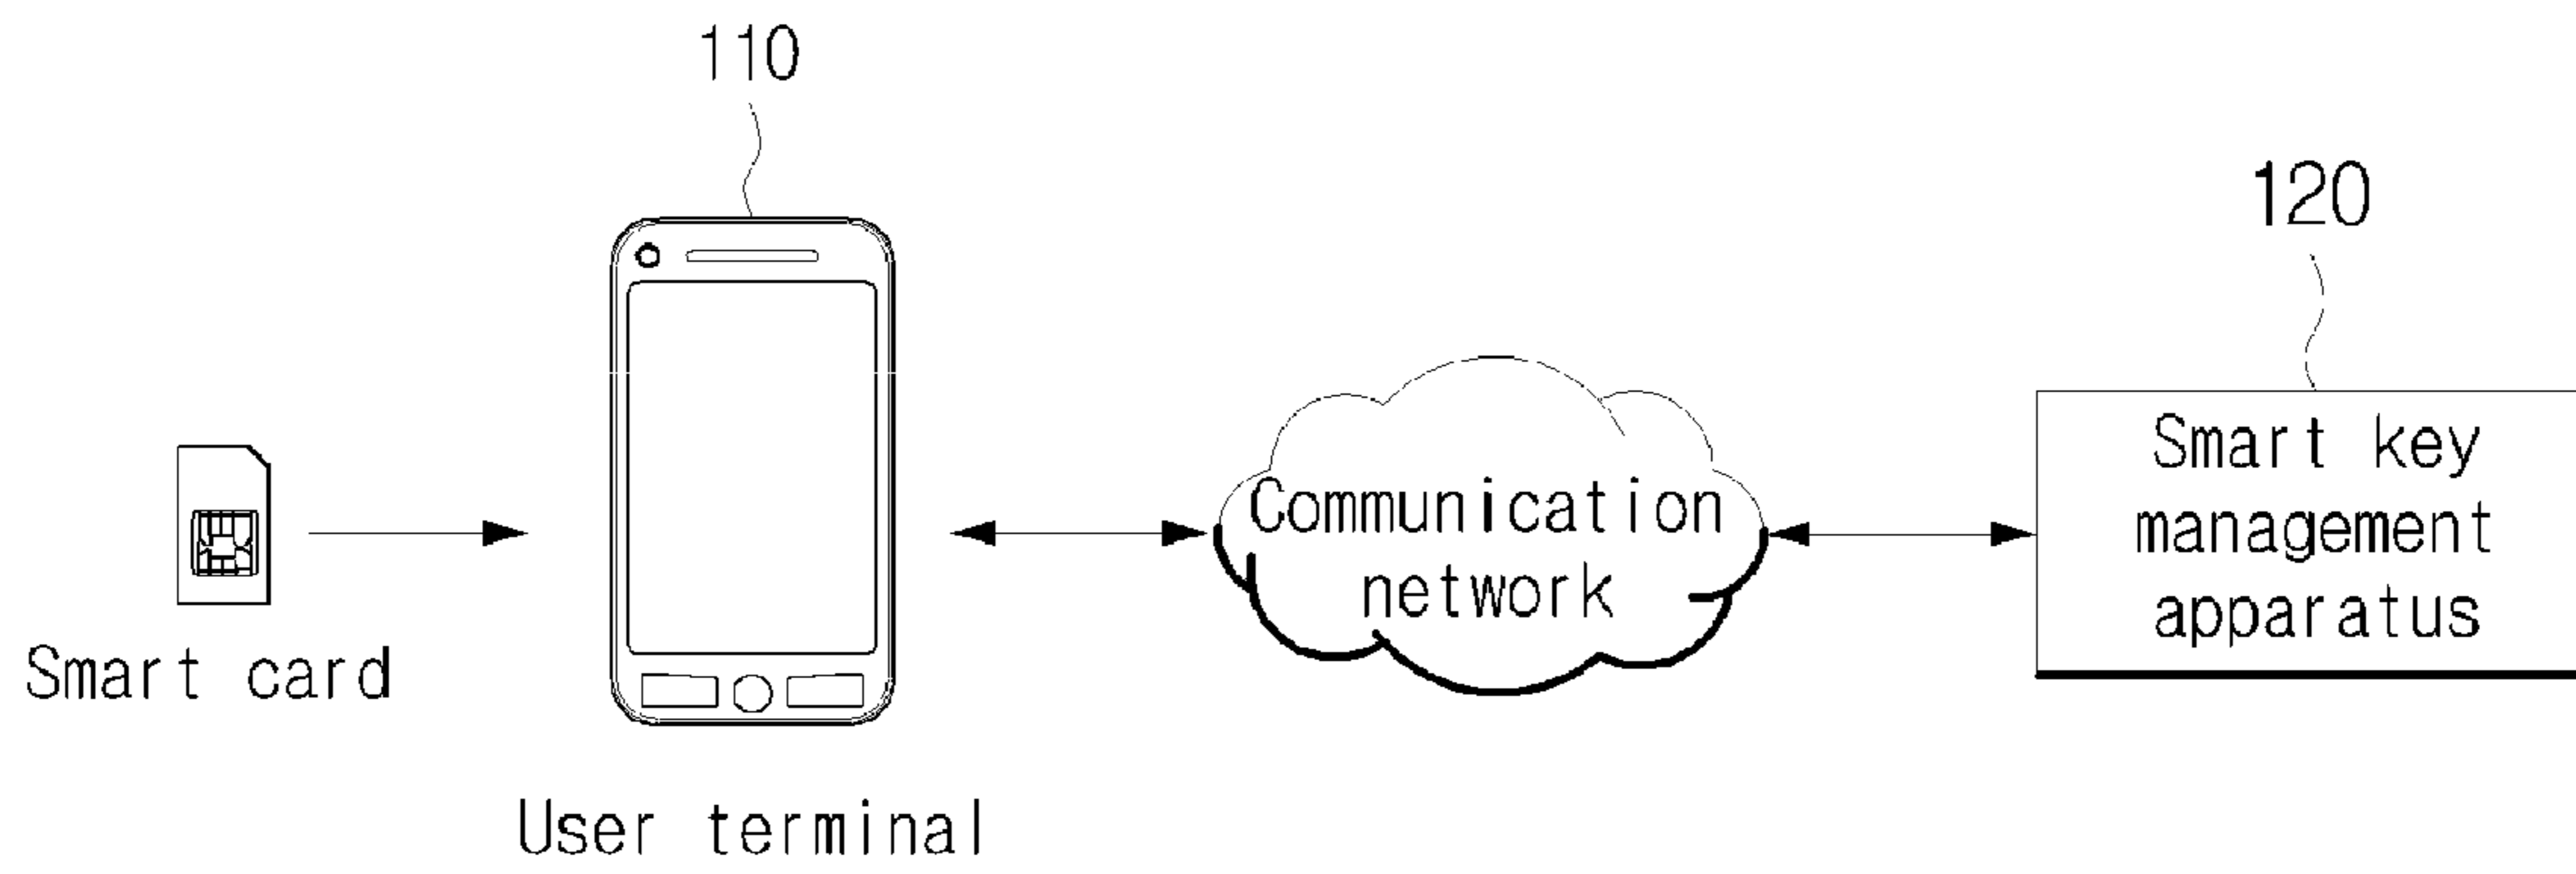 110
120
Smart key
management
apparatus
Communication
network
Smart card
User terminal